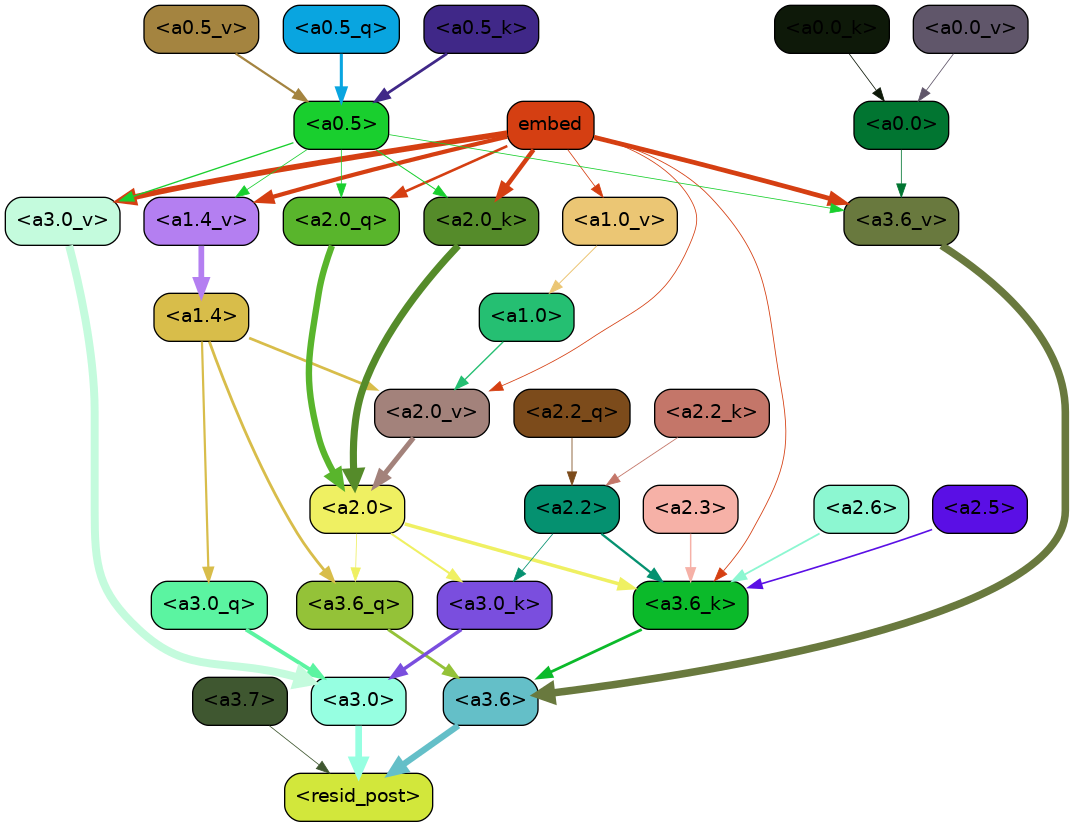 <a0.5_v> <a0.5_q> <a0.5_k> <a0.0_k> <a0.0_v>
<a0.5> embed <a0.0>
<a3.0_v> <a1.4_v> <a2.0_q> <a2.0_k> <a1.0_v> <a3.6_v>
<a1.4> <a1.0>
<a2.0_v> <a2.2_q> <a2.2_k>
<a2.0> <a2.2> <a2.3> <a2.6> <a2.5>
<a3.0_q> <a3.6_q> <a3.0_k> <a3.6_k>
<a3.7> <a3.0> <a3.6>
<resid_post>